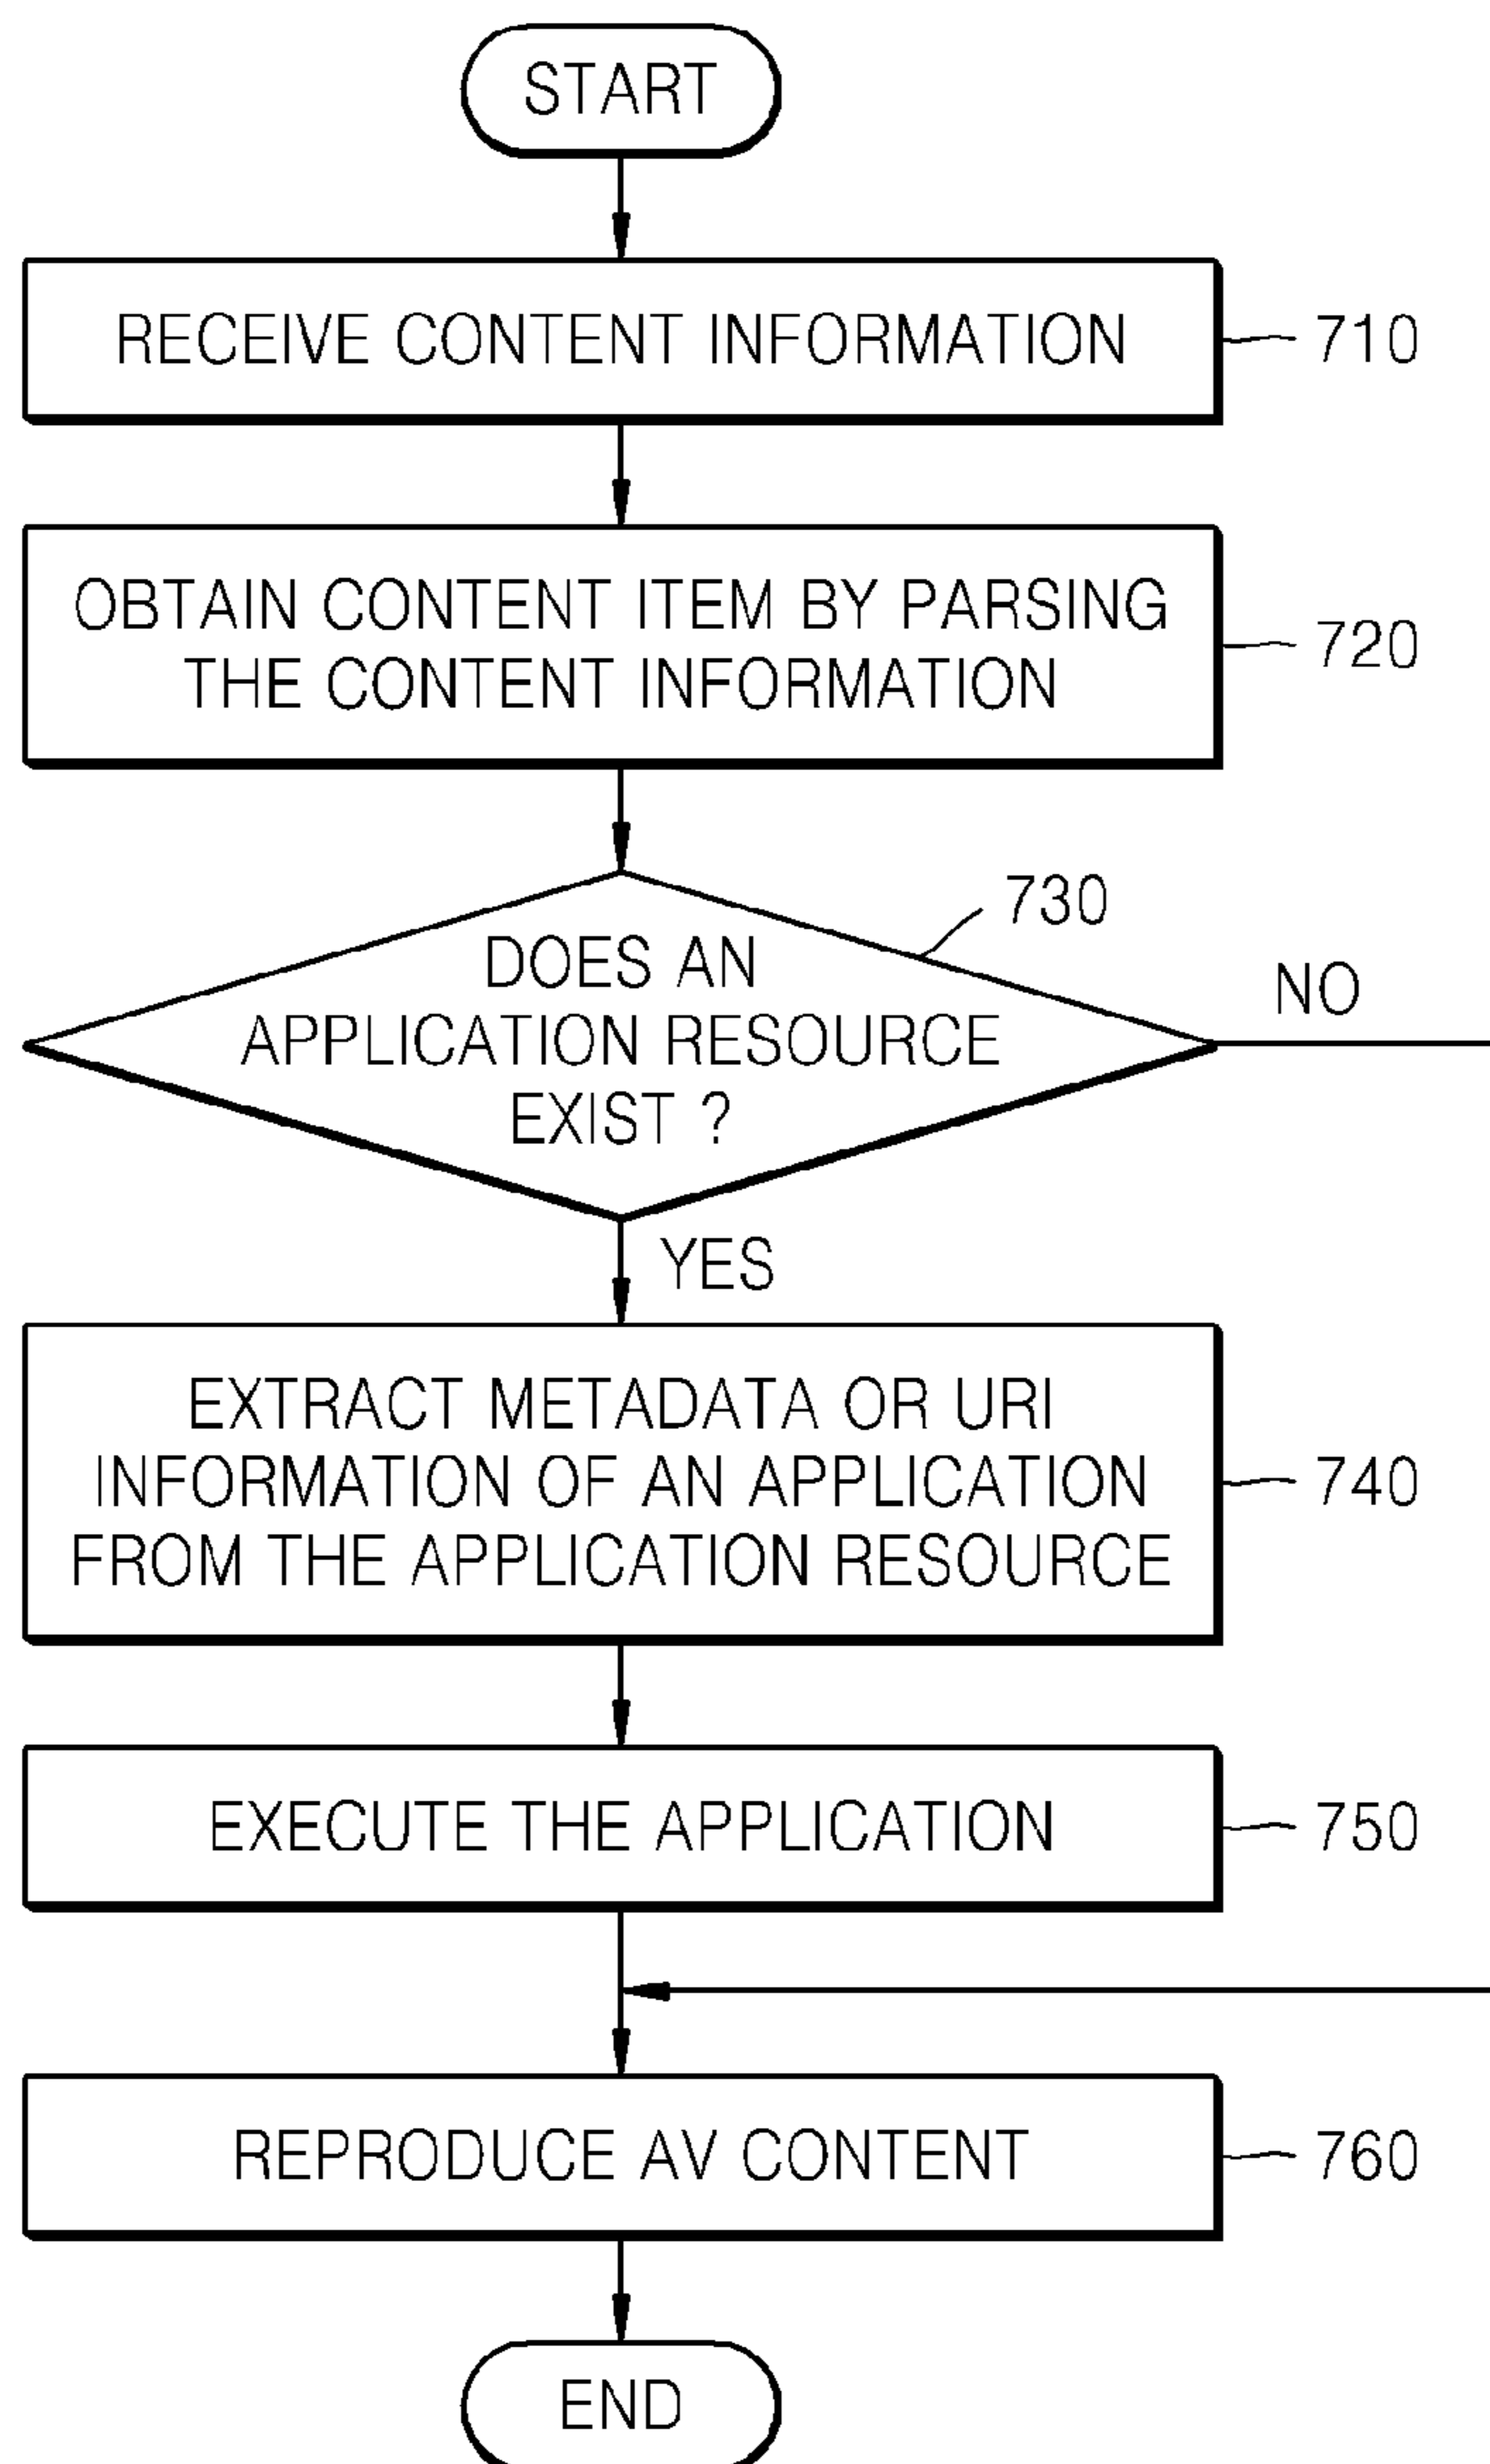 START
RECEIVE CONTENT INFORMATION
710
OBTAIN CONTENT ITEM BY PARSING
THE CONTENT INFORMATION
720
730
DOES AN
APPLICATION RESOURCE
EXIST ?
NO
YES
EXTRACT METADATA OR URI
INFORMATION OF AN APPLICATION
FROM THE APPLICATION RESOURCE
740
EXECUTE THE APPLICATION
750
REPRODUCE AV CONTENT
760
END